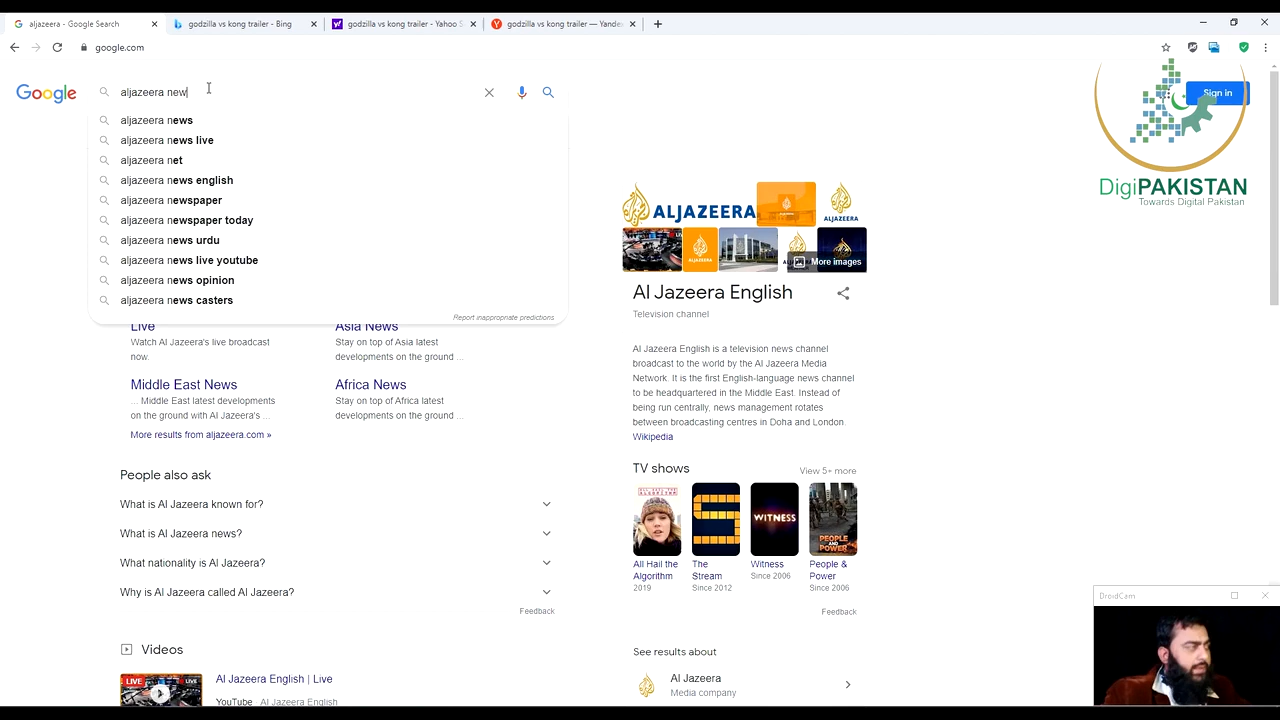 aljazeera - Google Search
godzilla vs kong trailer - Bing
godzilla vs kong trailer - Yahoo S
godzilla vs kong trailer — Yande
google.com
Google
aljazeera new
Sign in
aljazeera news
aljazeera news live
aljazeera net
aljazeera news english
aljazeera newspaper
aljazeera newspaper today
aljazeera news urdu
aljazeera news live youtube
aljazeera news opinion
aljazeera news casters
Report inappropriate predictions
DigiPAKISTAN
Towards Digital Pakistan
ALJAZEERA
ALJAZEERA
More images
Live
Watch Al Jazeera's live broadcast
now.
Asia News
Stay on top of Asia latest
developments on the ground ...
Middle East News
... Middle East latest developments
on the ground with Al Jazeera's ...
Africa News
Stay on top of Africa latest
developments on the ground ...
More results from aljazeera.com »
People also ask
What is Al Jazeera known for?
What is Al Jazeera news?
What nationality is Al Jazeera?
Why is Al Jazeera called Al Jazeera?
Feedback
Videos
LIVE
LIVE
Al Jazeera English | Live
YouTube · Al Jazeera English
Al Jazeera English
Television channel
Al Jazeera English is a television news channel
broadcast to the world by the Al Jazeera Media
Network. It is the first English-language news channel
to be headquartered in the Middle East. Instead of
being run centrally, news management rotates
between broadcasting centres in Doha and London.
Wikipedia
TV shows
View 5+ more
WITNESS
PEOPLE
AND
POWER
All Hail the
Algorithm
2019
The
Stream
Since 2012
Witness
Since 2006
People &
Power
Since 2006
Feedback
See results about
Al Jazeera
Media company
DroidCam